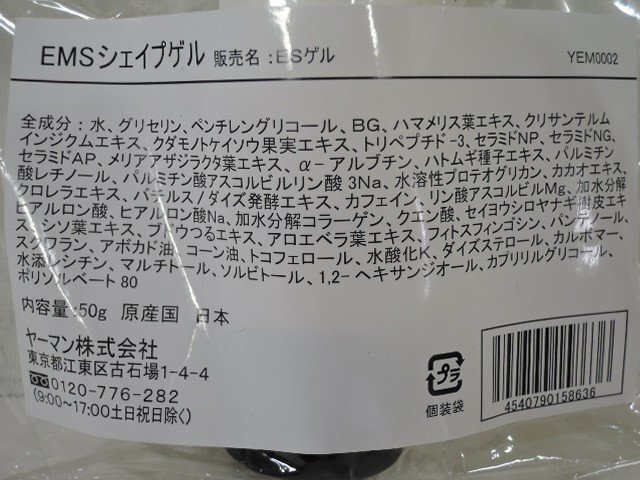 EMSシェイプゲル 販売名：ESゲル YEM0002
全成分：水、グリセリン、ペンチレングリコール、BG、ハマメリス葉エキス、クリサンテルム
インジクムエキス、クダモノトケイソウ果実エキス、トリペプチド-3、セラミドNP、セラミドNG、
セラミドAP、メリアアザジラクタ葉エキス、α-アルブチン、ハトムギ種子エキス、パルミチン
酸レチノール、パルミチン酸アスコルビルリン酸3Na、水溶性プロテオグリカン、カカオエキス、
クロレラエキス、バチルス/ダイズ発酵エキス、カフェイン、リン酸アスコルビルMg、加水分解
ヒアルロン酸、ヒアルロン酸Na、加水分解コラーゲン、クエン酸、セイヨウシロヤナギ樹皮エキ
ス、シソ葉エキス、ブドウつるエキス、アロエベラ葉エキス、フィトスフィンゴシン、パンテノール、
スクワラン、アボカド油、コーン油、トコフェロール、水酸化K、ダイズステロール、カルボマー、
水添レシチン、マルチトール、ソルビトール、1,2-ヘキサンジオール、カプリリルグリコール、
ポリソルベート80
内容量：50g 原産国 日本
ヤーマン株式会社
東京都江東区古石場1-4-4
0120-776-282
(9:00~17:00土日祝日除く)
プラ
個装袋
4540790158636